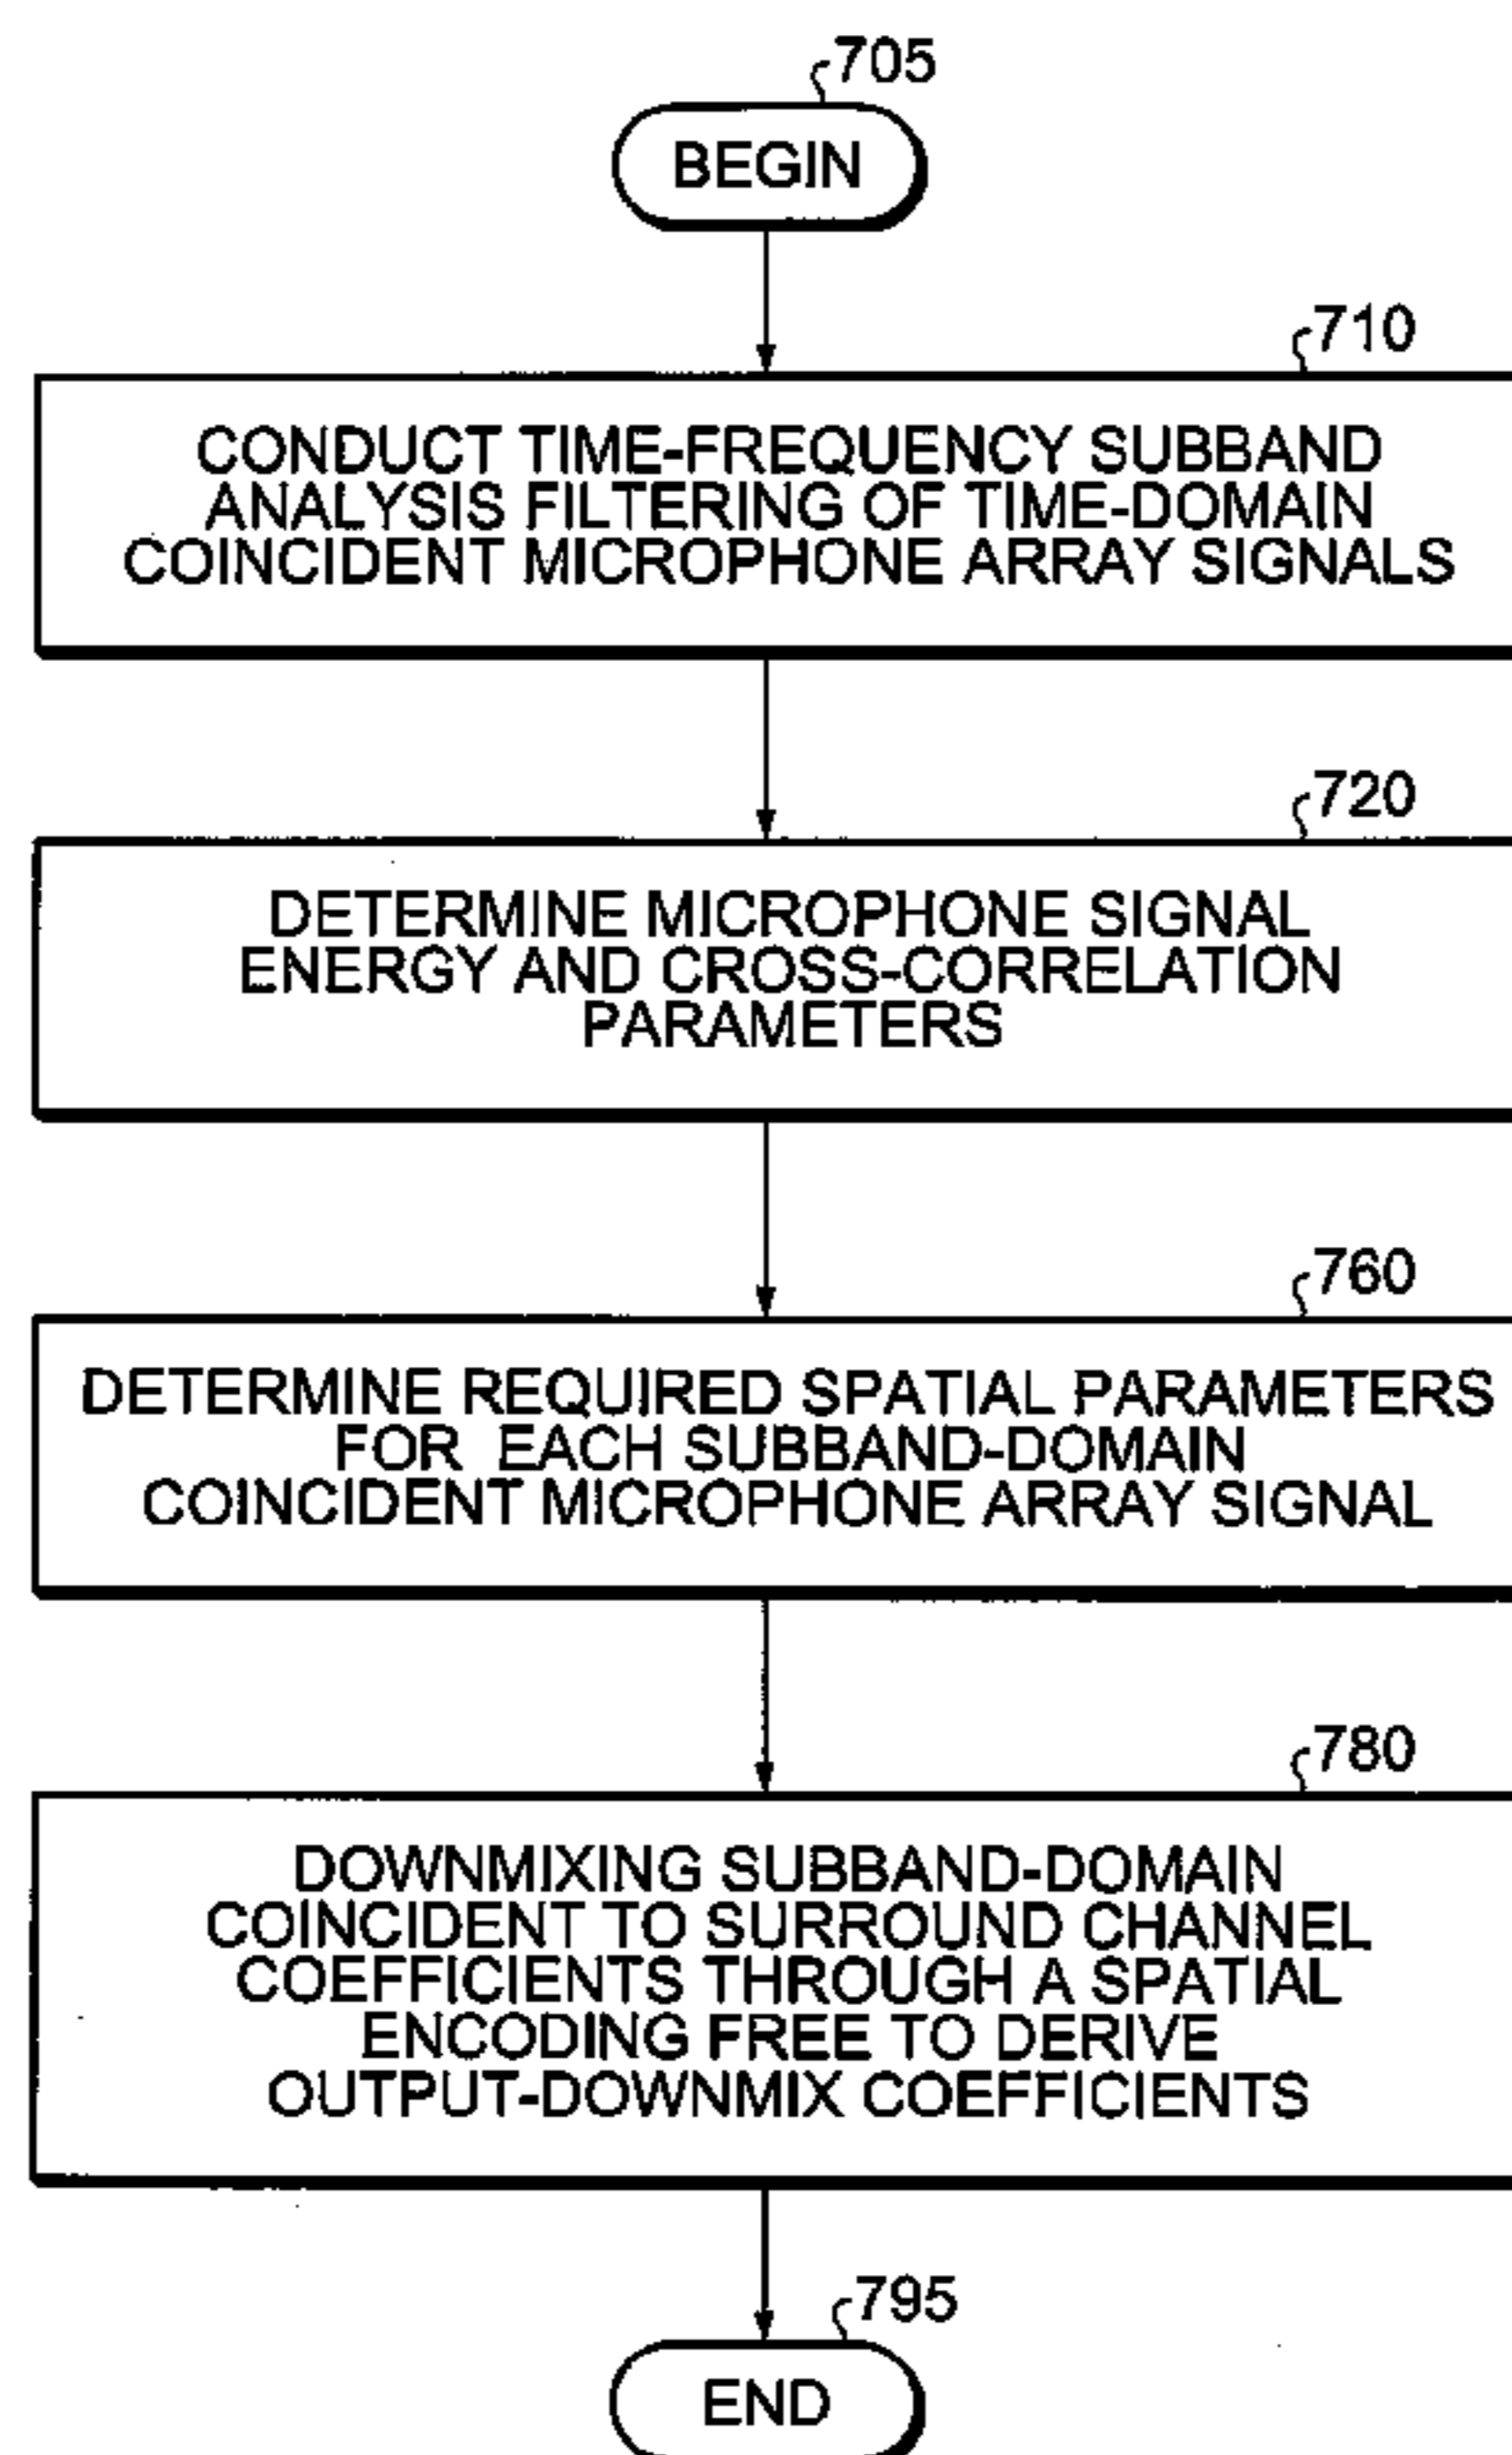 705
BEGIN
710
CONDUCT TIME-FREQUENCY SUBBAND
ANALYSIS FILTERING OF TIME-DOMAIN
COINCIDENT MICROPHONE ARRAY SIGNALS
720
DETERMINE MICROPHONE SIGNAL
ENERGY AND CROSS-CORRELATION
PARAMETERS
760
DETERMINE REQUIRED SPATIAL PARAMETERS
FOR EACH SUBBAND-DOMAIN
COINCIDENT MICROPHONE ARRAY SIGNAL
780
DOWNMIXING SUBBAND-DOMAIN
COINCIDENT TO SURROUND CHANNEL
COEFFICIENTS THROUGH A SPATIAL
ENCODING FREE TO DERIVE
OUTPUT-DOWNMIX COEFFICIENTS
795
END